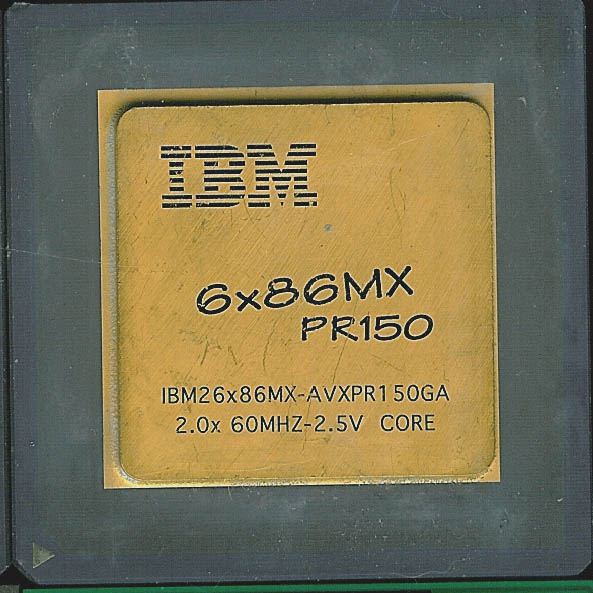 IBM
6x86MX
PR150
IBM26x86MX-AVXPR150GA
2.0x 60MHZ-2.5V CORE